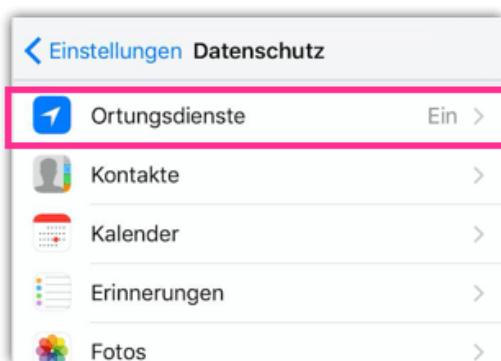 Einstellungen Datenschutz
Ortungsdienste Ein
Kontakte
Kalender
Erinnerungen
Fotos